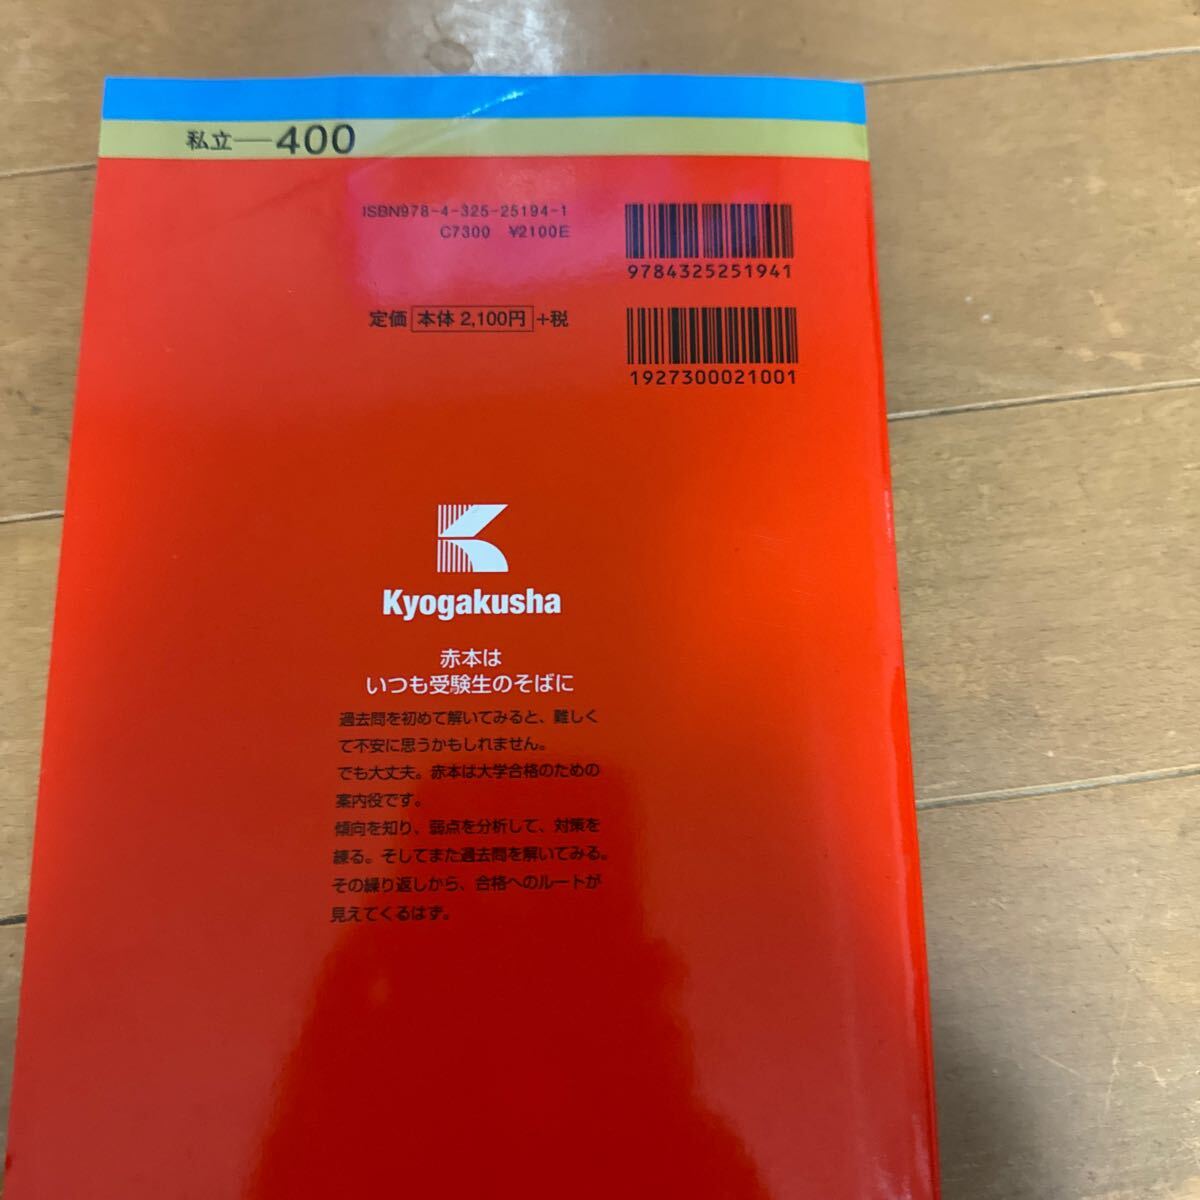 私立―400
ISBN978-4-325-25194-1
C7300 ¥2100E
9784325251941
定価 本体 2,100円 +税
1927300021001
Kyogakusha
赤本は
いつも受験生のそばに
過去問を初めて解いてみると、難しく
て不安に思うかもしれません。
でも大丈夫。赤本は大学合格のための
案内役です。
傾向を知り、弱点を分析して、対策を
練る。そしてまた過去問を解いてみる。
その繰り返しから、合格へのルートが
見えてくるはず。